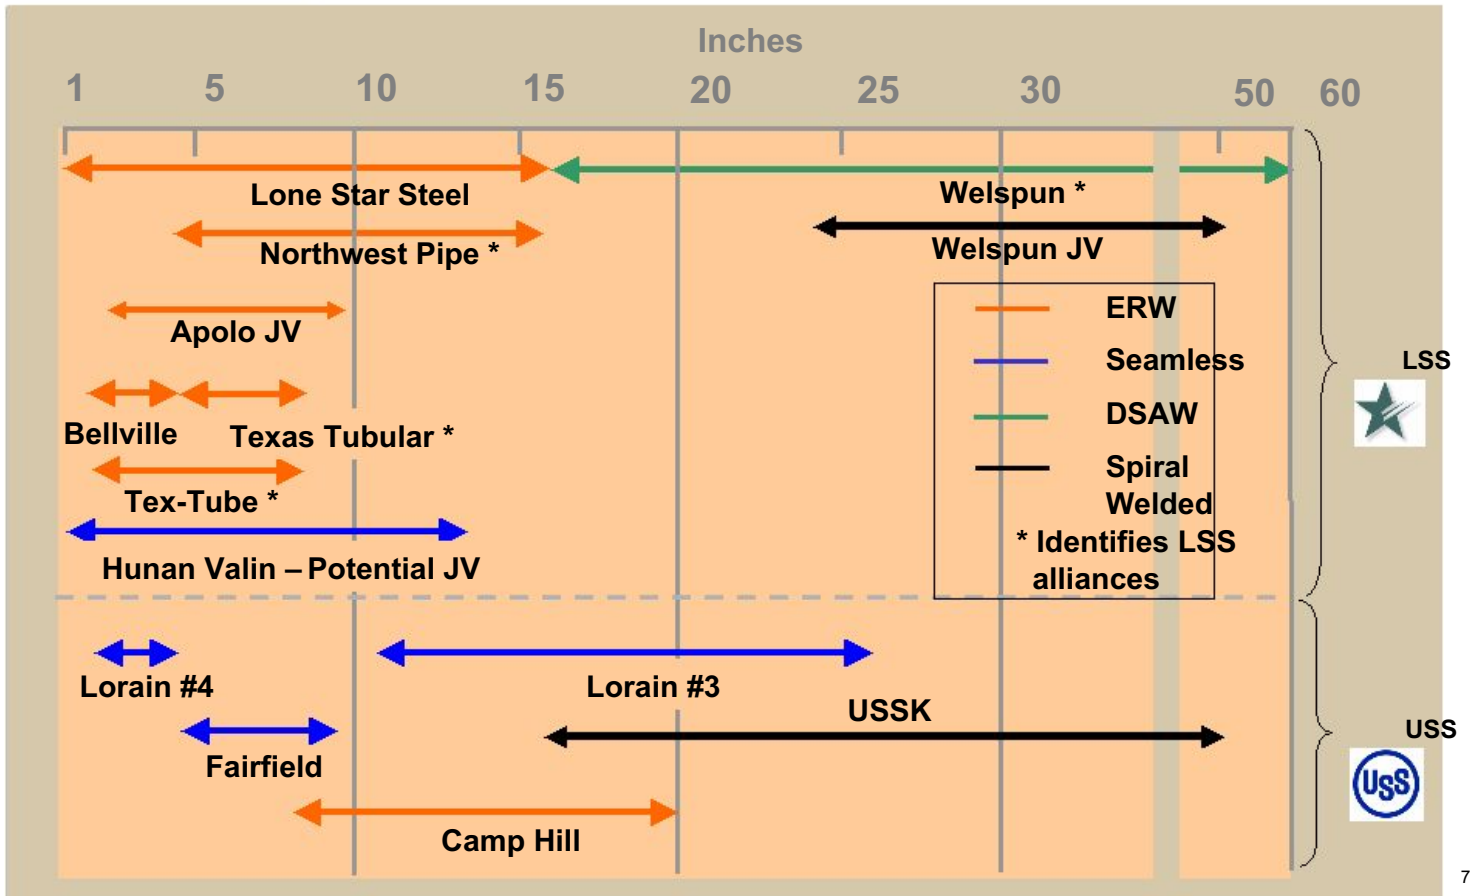 Inches
1 5 10 15 20 25 30 50 60
Lone Star Steel
Welspun *
Northwest Pipe *
Welspun JV
Apolo JV
ERW
Seamless
DSAW
Spiral
Welded
* Identifies LSS
alliances
LSS
Bellville
Texas Tubular *
Tex-Tube *
Hunan Valin – Potential JV
Lorain #4
Lorain #3
USSK
USS
USS
Fairfield
Camp Hill
7